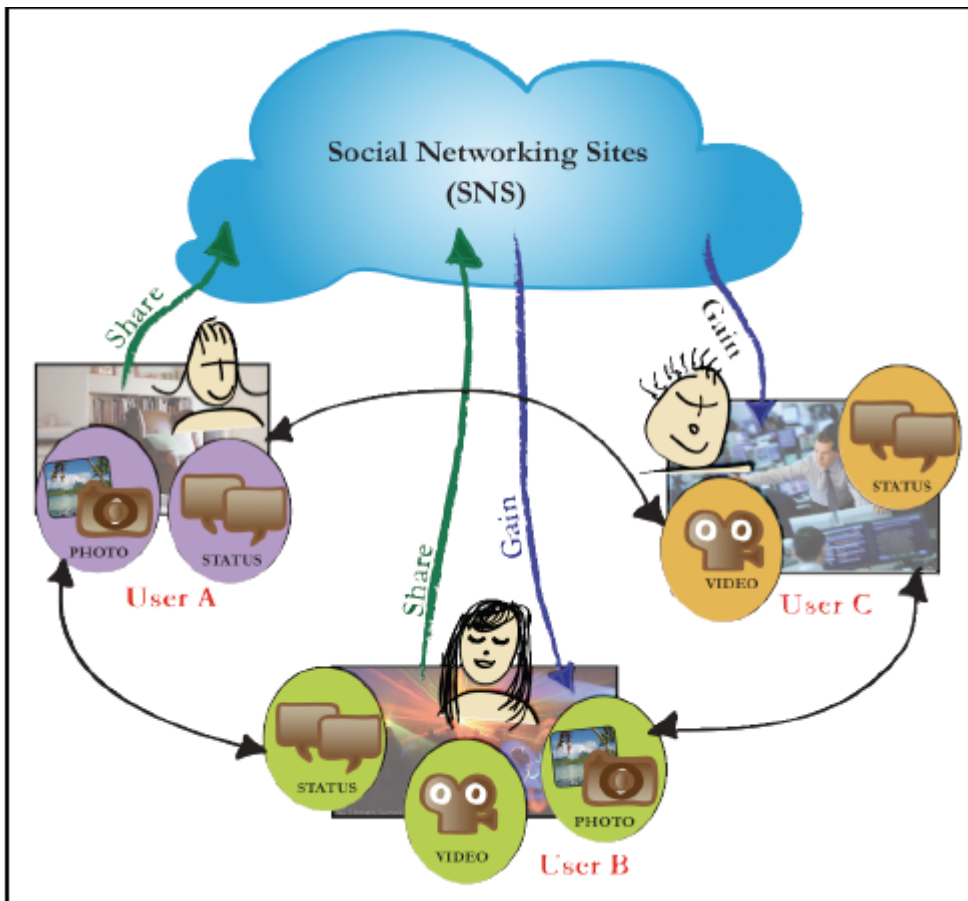 Social Networking Sites
(SNS)
Share
Gain
Share
Gain
PHOTO
STATUS
User A
STATUS
VIDEO
User C
STATUS
VIDEO
PHOTO
User B